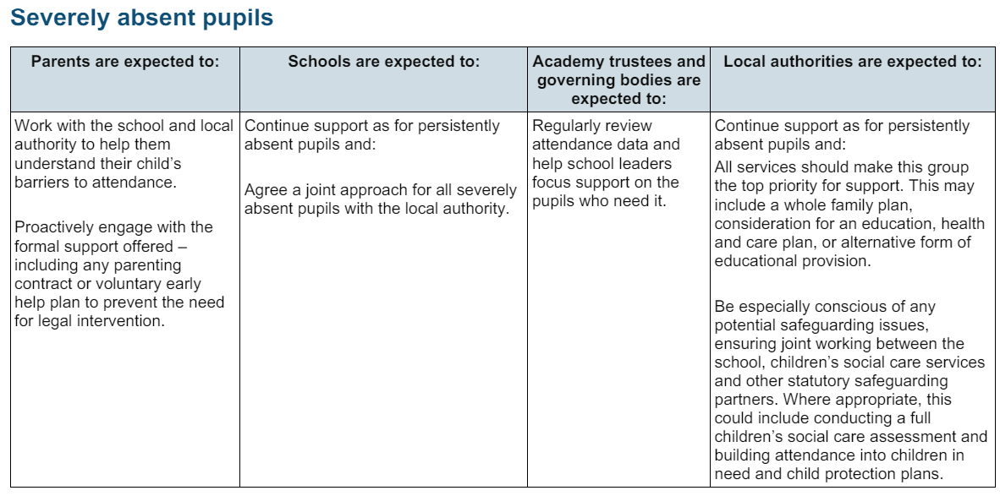 Severely absent pupils
Parents are expected to:
Schools are expected to:
Academy trustees and
governing bodies are
expected to:
Local authorities are expected to:
Work with the school and local
authority to help them
understand their child’s
barriers to attendance.
Proactively engage with the
formal support offered –
including any parenting
contract or voluntary early
help plan to prevent the need
for legal intervention.
Continue support as for persistently
absent pupils and:
Agree a joint approach for all severely
absent pupils with the local authority.
Regularly review
attendance data and
help school leaders
focus support on the
pupils who need it.
Continue support as for persistently
absent pupils and:
All services should make this group
the top priority for support. This may
include a whole family plan,
consideration for an education, health
and care plan, or alternative form of
educational provision.
Be especially conscious of any
potential safeguarding issues,
ensuring joint working between the
school, children’s social care services
and other statutory safeguarding
partners. Where appropriate, this
could include conducting a full
children’s social care assessment and
building attendance into children in
need and child protection plans.